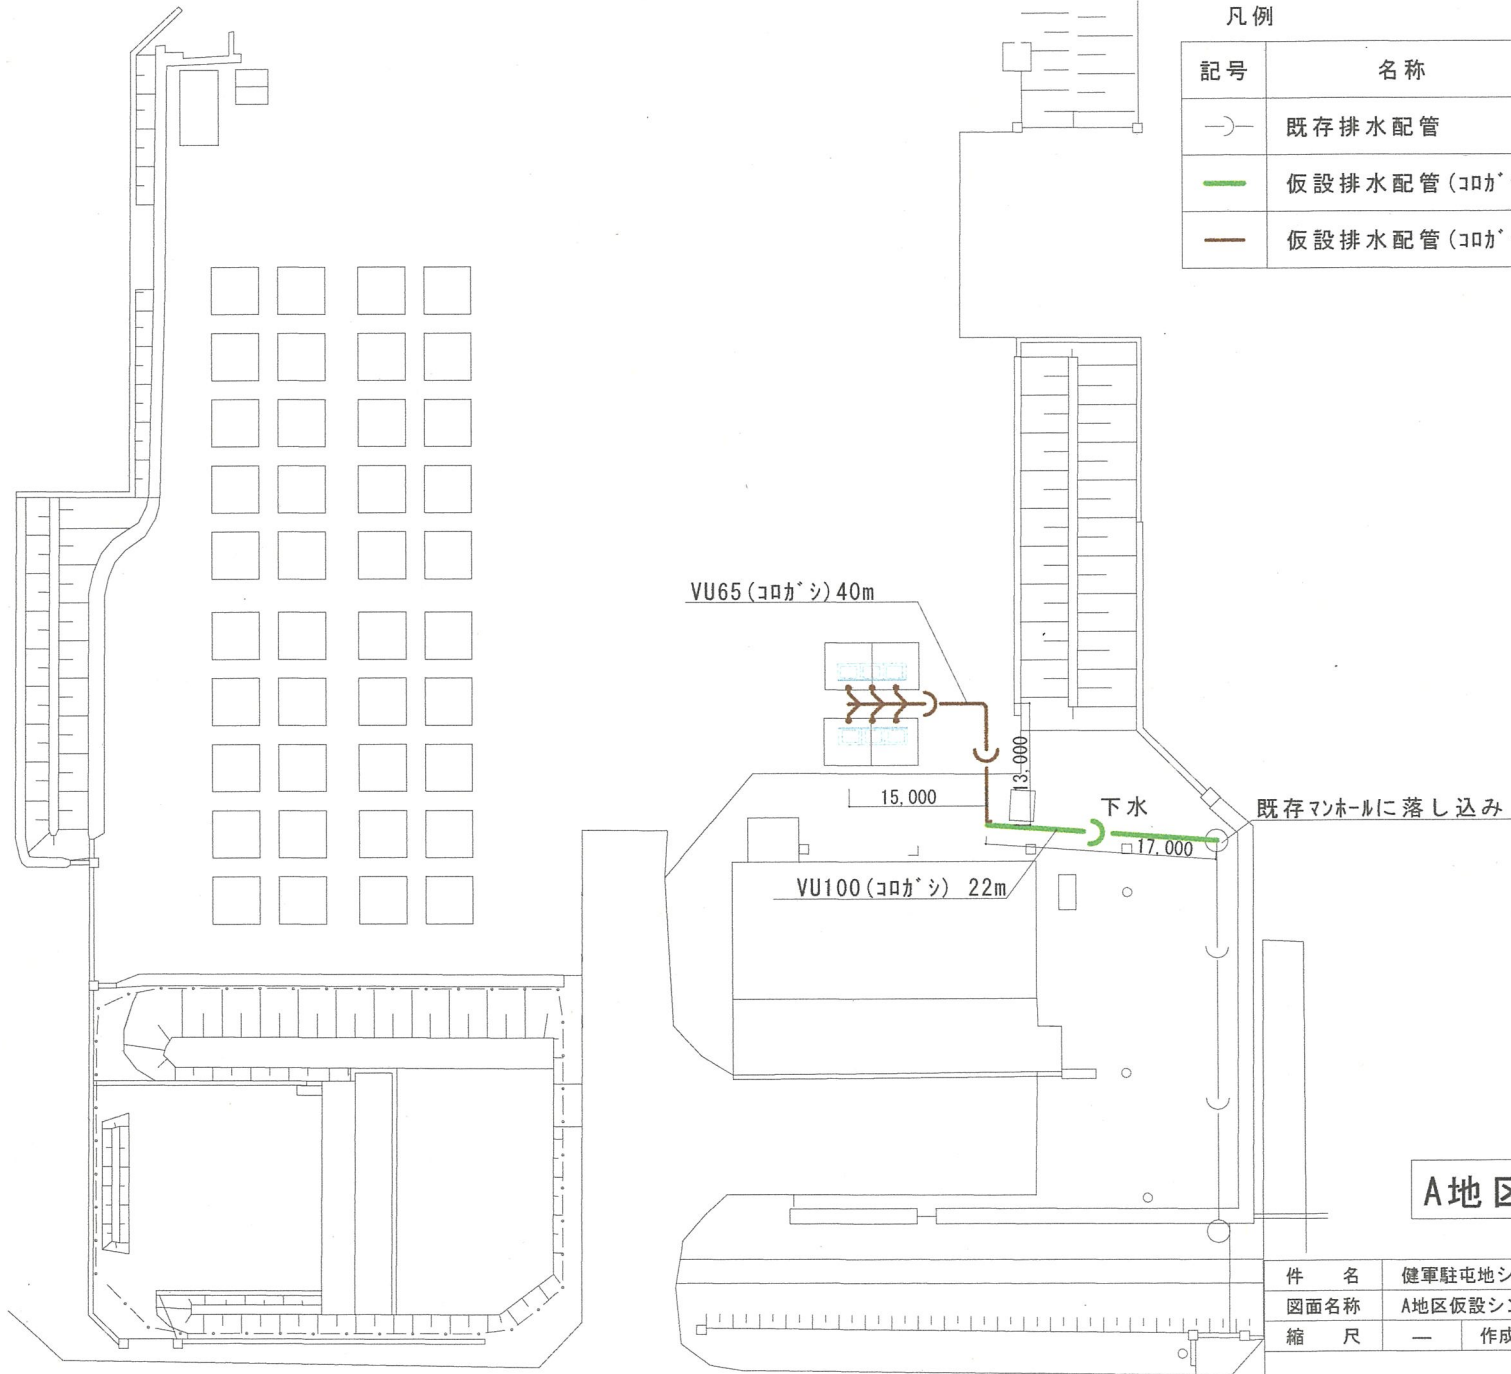 凡例
記号 名称
既存排水配管
仮設排水配管(ｺﾛｶﾞ
仮設排水配管(ｺﾛｶﾞ
VU65(ｺﾛｶﾞｼ)40m
13,000
15,000
下水
既存ﾏﾝﾎｰﾙに落し込み
17,000
VU100(ｺﾛｶﾞｼ) 22m
A地区
件名 健軍駐屯地シ
図面名称 A地区仮設シン
縮尺 ― 作成